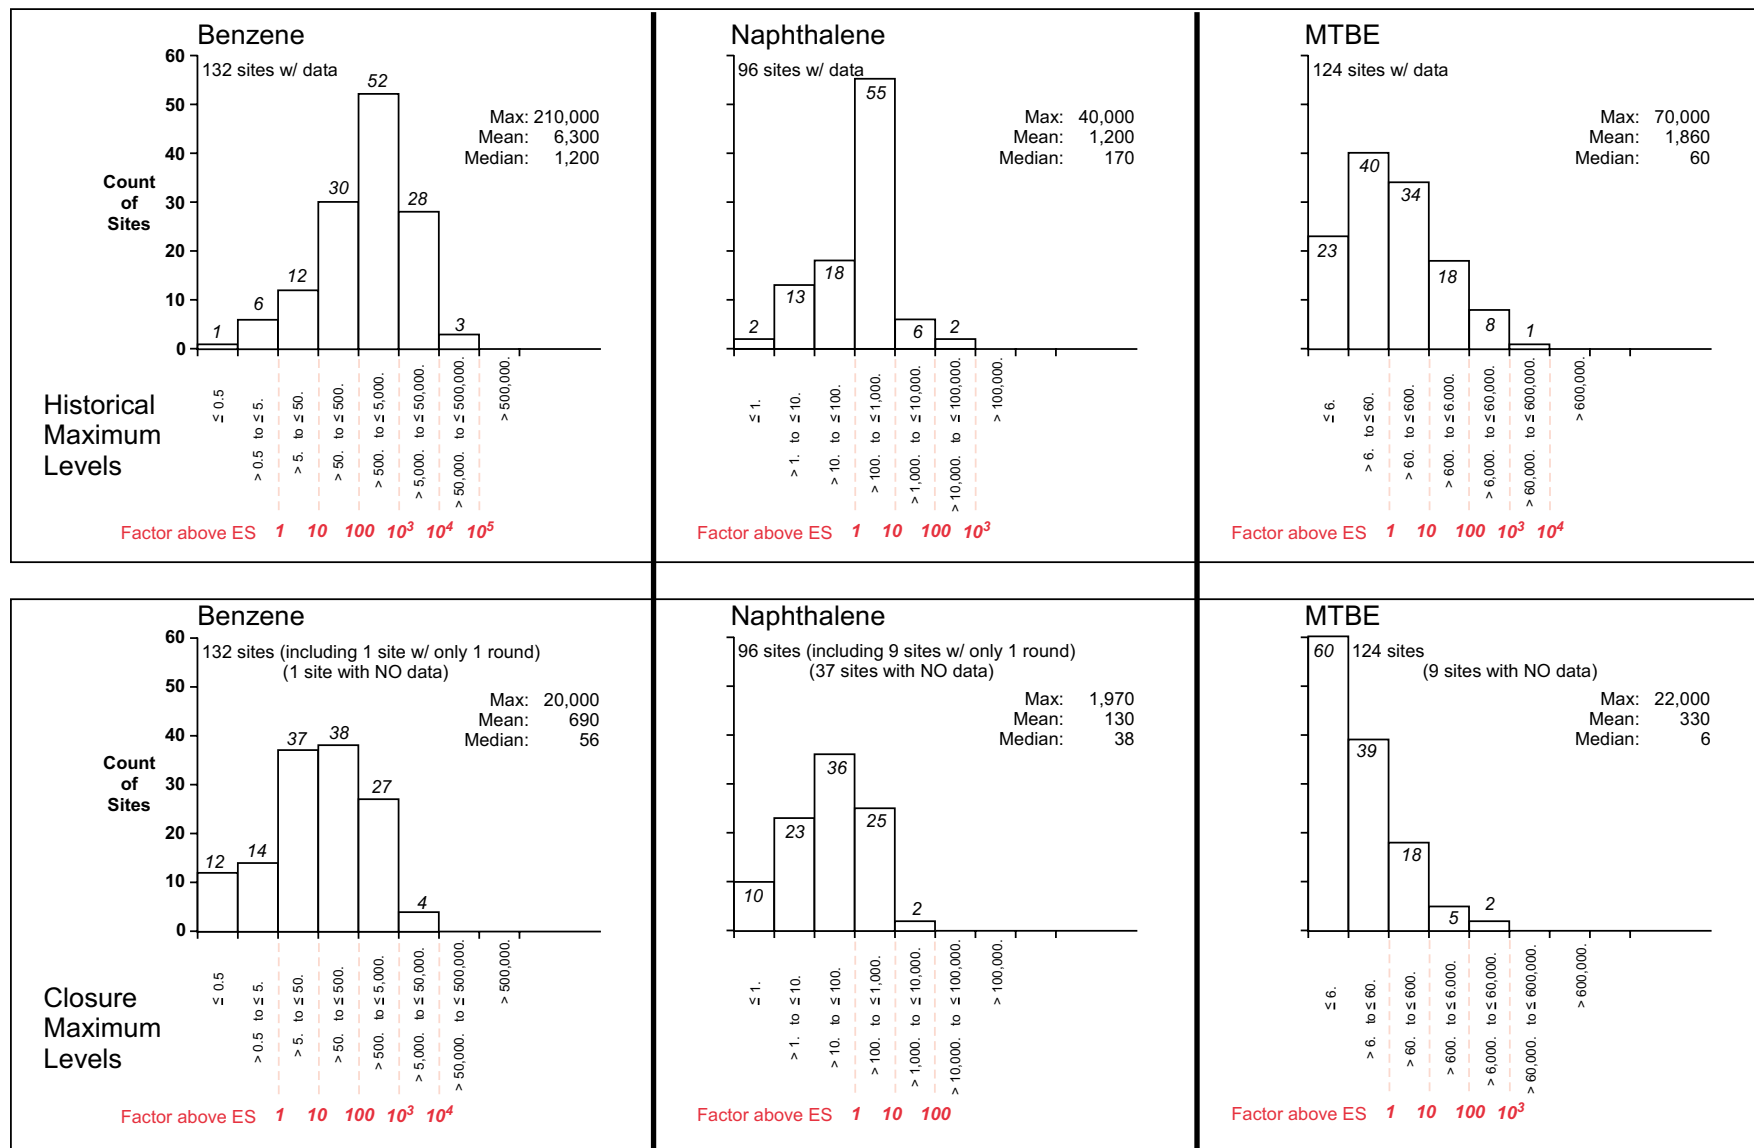 Benzene
132 sites w/ data
Max: 210,000
Mean: 6,300
Median: 1,200
60
50
40
30
20
10
0
Count
of
Sites
1
6
12
30
52
28
3
Historical
Maximum
Levels
≤ 0.5
> 0.5 to ≤ 5.
> 5. to ≤ 50.
> 50. to ≤ 500.
> 500. to ≤ 5,000.
> 5,000. to ≤ 50,000.
> 50,000. to ≤ 500,000.
> 500,000.
Factor above ES 1 10 100 10³ 10⁴ 10⁵
Naphthalene
96 sites w/ data
Max: 40,000
Mean: 1,200
Median: 170
2
13
18
55
6
2
≤ 1.
> 1. to ≤ 10.
> 10. to ≤ 100.
> 100. to ≤ 1,000.
> 1,000. to ≤ 10,000.
> 10,000. to ≤ 100,000.
> 100,000.
Factor above ES 1 10 100 10³
MTBE
124 sites w/ data
Max: 70,000
Mean: 1,860
Median: 60
23
40
34
18
8
1
≤ 6.
> 6. to ≤ 60.
> 60. to ≤ 600.
> 600. to ≤ 6.000.
> 6,000. to ≤ 60,000.
> 60,000. to ≤ 600,000.
> 600,000.
Factor above ES 1 10 100 10³ 10⁴
Benzene
132 sites (including 1 site w/ only 1 round)
(1 site with NO data)
Max: 20,000
Mean: 690
Median: 56
60
50
40
30
20
10
0
Count
of
Sites
12
14
37
38
27
4
Closure
Maximum
Levels
≤ 0.5
> 0.5 to ≤ 5.
> 5. to ≤ 50.
> 50. to ≤ 500.
> 500. to ≤ 5,000.
> 5,000. to ≤ 50,000.
> 50,000. to ≤ 500,000.
> 500,000.
Factor above ES 1 10 100 10³ 10⁴
Naphthalene
96 sites (including 9 sites w/ only 1 round)
(37 sites with NO data)
Max: 1,970
Mean: 130
Median: 38
10
23
36
25
2
≤ 1.
> 1. to ≤ 10.
> 10. to ≤ 100.
> 100. to ≤ 1,000.
> 1,000. to ≤ 10,000.
> 10,000. to ≤ 100,000.
> 100,000.
Factor above ES 1 10 100
MTBE
124 sites
(9 sites with NO data)
Max: 22,000
Mean: 330
Median: 6
60
39
18
5
2
≤ 6.
> 6. to ≤ 60.
> 60. to ≤ 600.
> 600. to ≤ 6.000.
> 6,000. to ≤ 60,000.
> 60,000. to ≤ 600,000.
> 600,000.
Factor above ES 1 10 100 10³